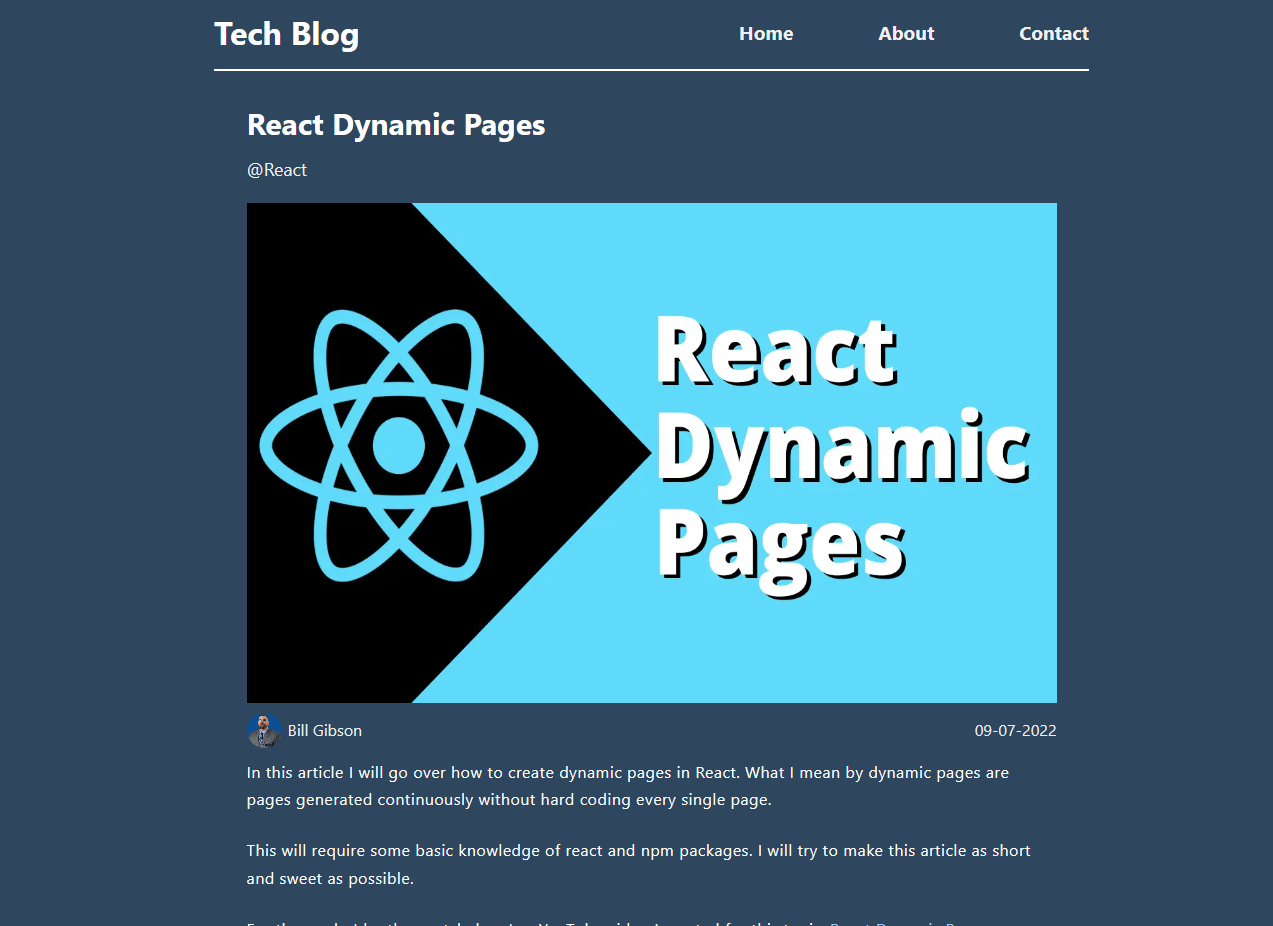 Tech Blog
Home
About
Contact
React Dynamic Pages
@React
React
Dynamic
Pages
Bill Gibson
09-07-2022
In this article I will go over how to create dynamic pages in React. What I mean by dynamic pages are
pages generated continuously without hard coding every single page.
This will require some basic knowledge of react and npm packages. I will try to make this article as short
and sweet as possible.